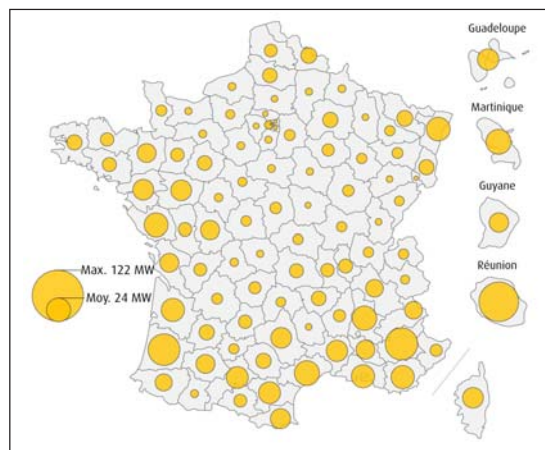 Guadeloupe
Martinique
Guyane
Réunion
Max. 122 MW
Moy. 24 MW